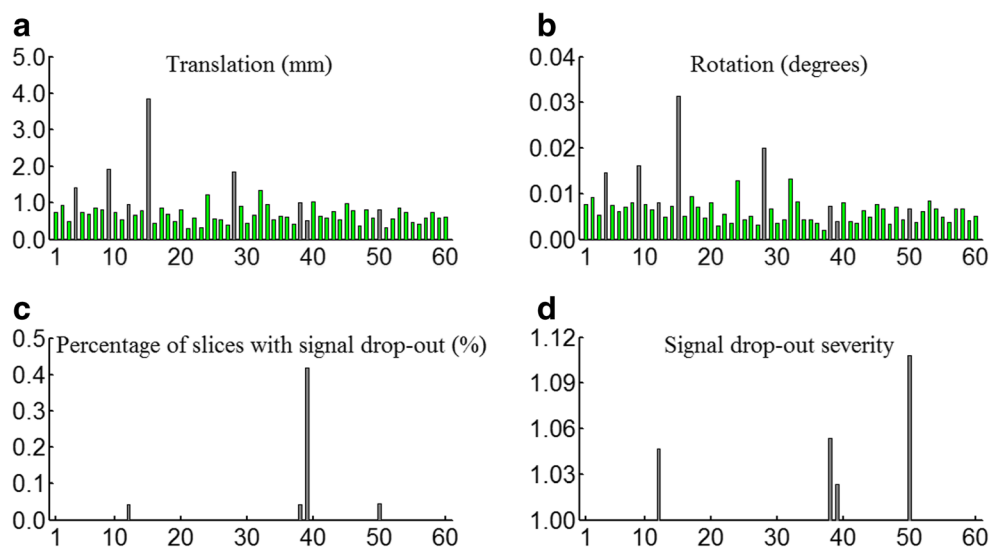 a
Translation (mm)
5.0
4.0
3.0
2.0
1.0
0.0
1 10 20 30 40 50 60
b
Rotation (degrees)
0.04
0.03
0.02
0.01
0.00
1 10 20 30 40 50 60
c
Percentage of slices with signal drop-out (%)
0.5
0.4
0.3
0.2
0.1
0.0
1 10 20 30 40 50 60
d
Signal drop-out severity
1.12
1.09
1.06
1.03
1.00
1 10 20 30 40 50 60